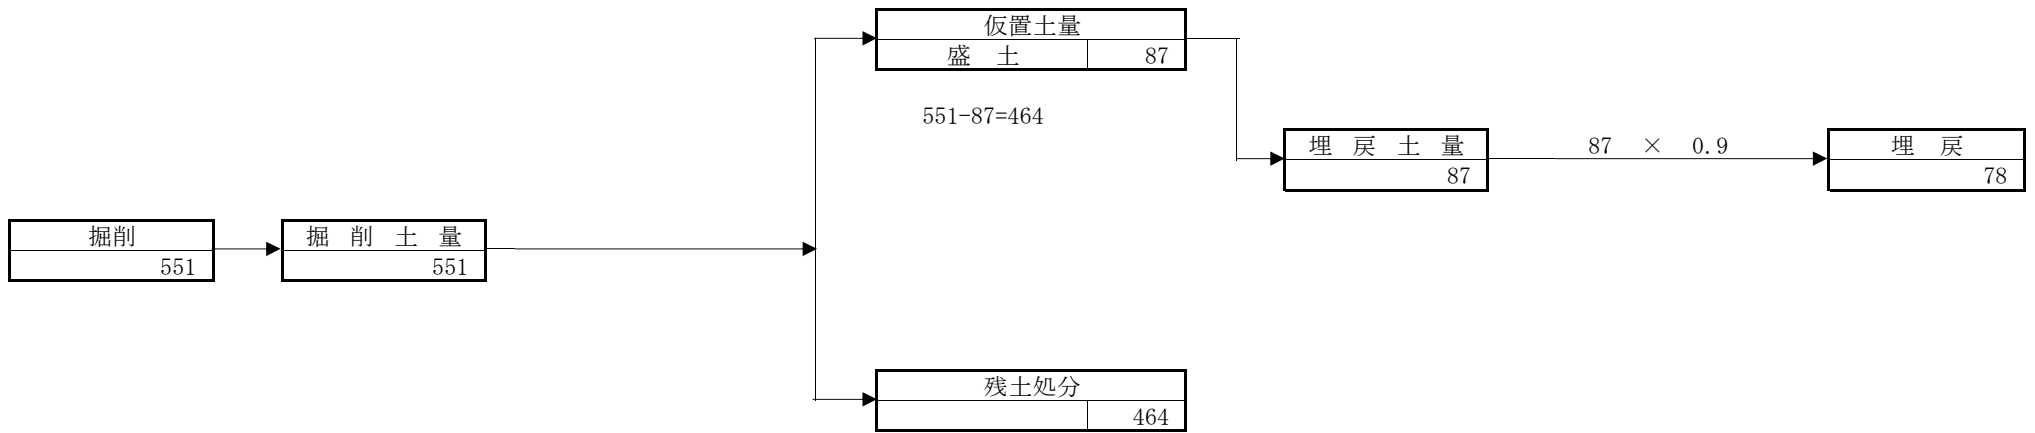 仮置土量
盛 土 87
551-87=464
埋 戻 土 量 87 × 0.9 埋 戻
87 78
掘削 掘 削 土 量
551 551
残土処分
464